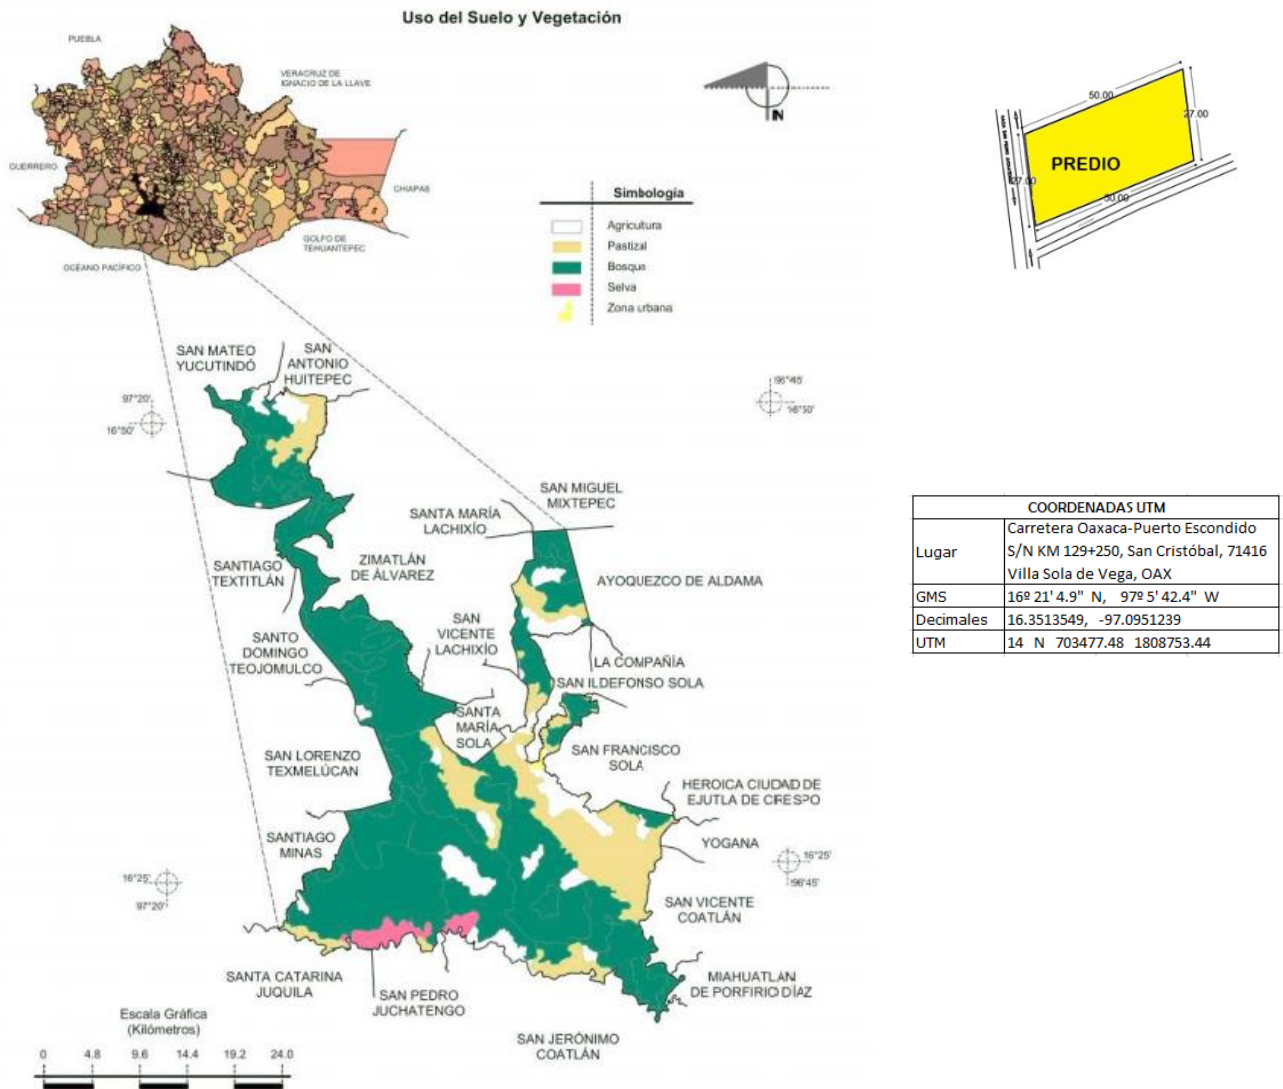 Uso del Suelo y Vegetación
PUEBLA
VERACRUZ DE
IGNACIO DE LA LLAVE
GUERRERO
CHIAPAS
GOLFO DE
TEHUANTEPEC
OCÉANO PACÍFICO
N
Simbología
Agricultura
Pastizal
Bosque
Selva
Zona urbana
50.00
27.00
PREDIO
27.00
50.00
SAN MATEO
YUCUTINDÓ
SAN
ANTONIO
HUITEPEC
97°20'
16°50'
96°45'
16°50'
SAN MIGUEL
MIXTEPEC
SANTA MARÍA
LACHIXÍO
SANTIAGO
TEXTITLÁN
ZIMATLÁN
DE ÁLVAREZ
AYOQUEZCO DE ALDAMA
SAN
VICENTE
LACHIXÍO
SANTO
DOMINGO
TEOJOMULCO
LA COMPAÑÍA
SAN ILDEFONSO SOLA
SANTA
MARÍA
SOLA
SAN LORENZO
TEXMELÚCAN
SAN FRANCISCO
SOLA
HEROICA CIUDAD DE
EJUTLA DE CRESPO
SANTIAGO
MINAS
YOGANA
16°25'
96°45'
16°25'
97°20'
SAN VICENTE
COATLÁN
SANTA CATARINA
JUQUILA
SAN PEDRO
JUCHATENGO
MIAHUATLÁN
DE PORFIRIO DÍAZ
SAN JERÓNIMO
COATLÁN
Escala Gráfica
(Kilómetros)
0 4.8 9.6 14.4 19.2 24.0
COORDENADAS UTM
Lugar Carretera Oaxaca-Puerto Escondido
S/N KM 129+250, San Cristóbal, 71416
Villa Sola de Vega, OAX
GMS 16º 21' 4.9" N, 97º 5' 42.4" W
Decimales 16.3513549, -97.0951239
UTM 14 N 703477.48 1808753.44